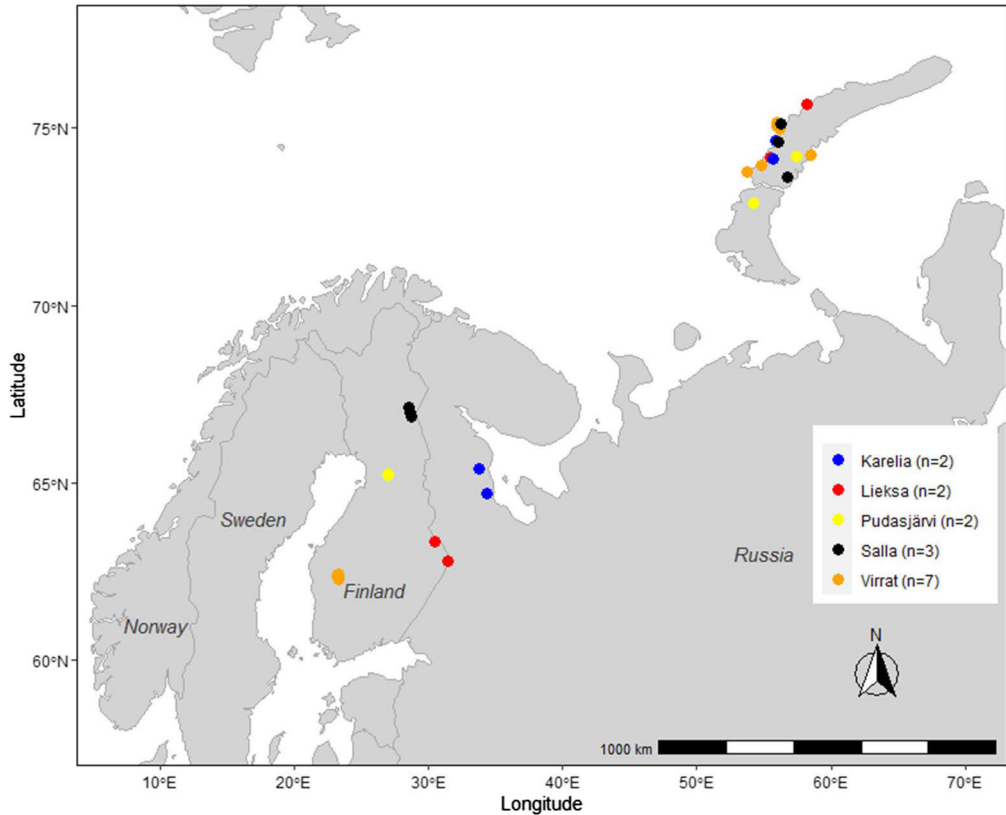 75°N
70°N
65°N
60°N
Latitude
Sweden
Finland
Norway
Russia
Karelia (n=2)
Lieksa (n=2)
Pudasjärvi (n=2)
Salla (n=3)
Virrat (n=7)
N
1000 km
10°E
20°E
30°E
40°E
50°E
60°E
70°E
Longitude